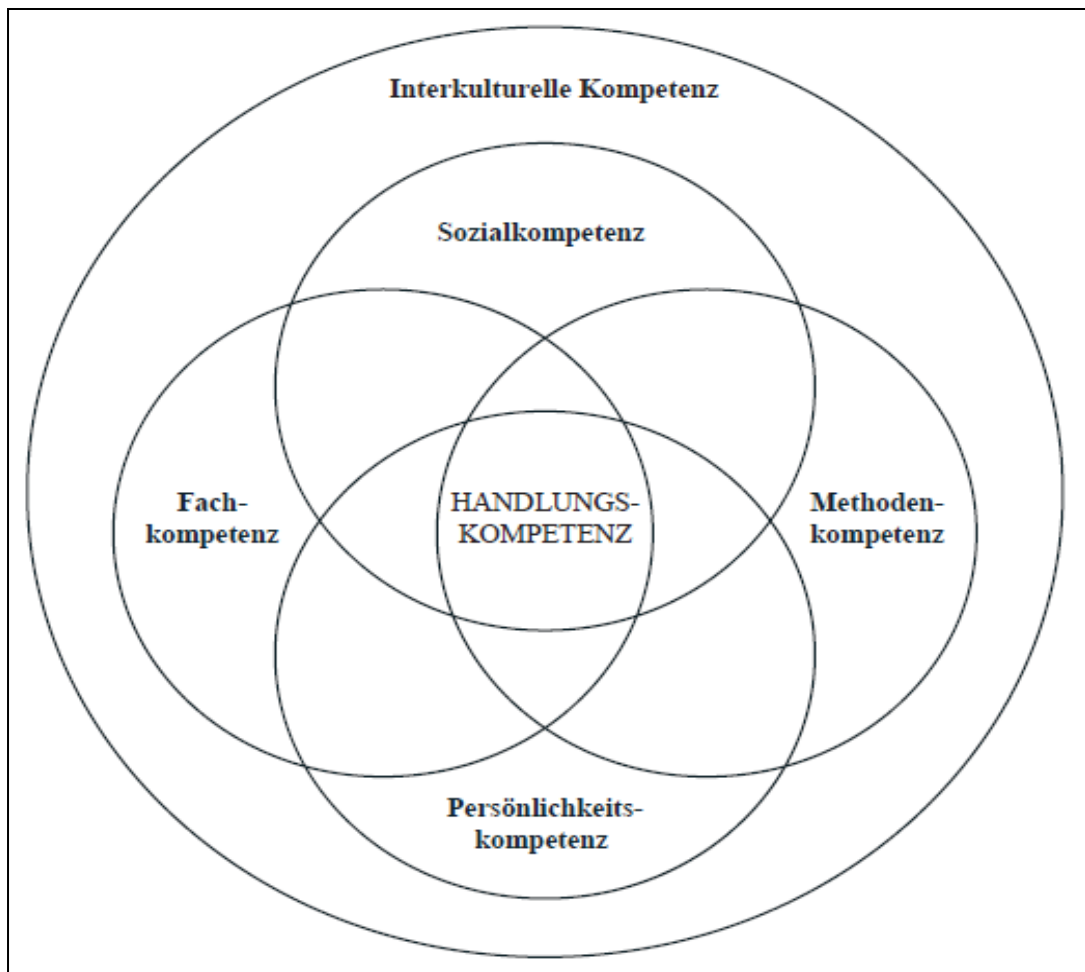 Interkulturelle Kompetenz
Sozialkompetenz
Fach-
kompetenz
HANDLUNGS-
KOMPETENZ
Methoden-
kompetenz
Persönlichkeits-
kompetenz